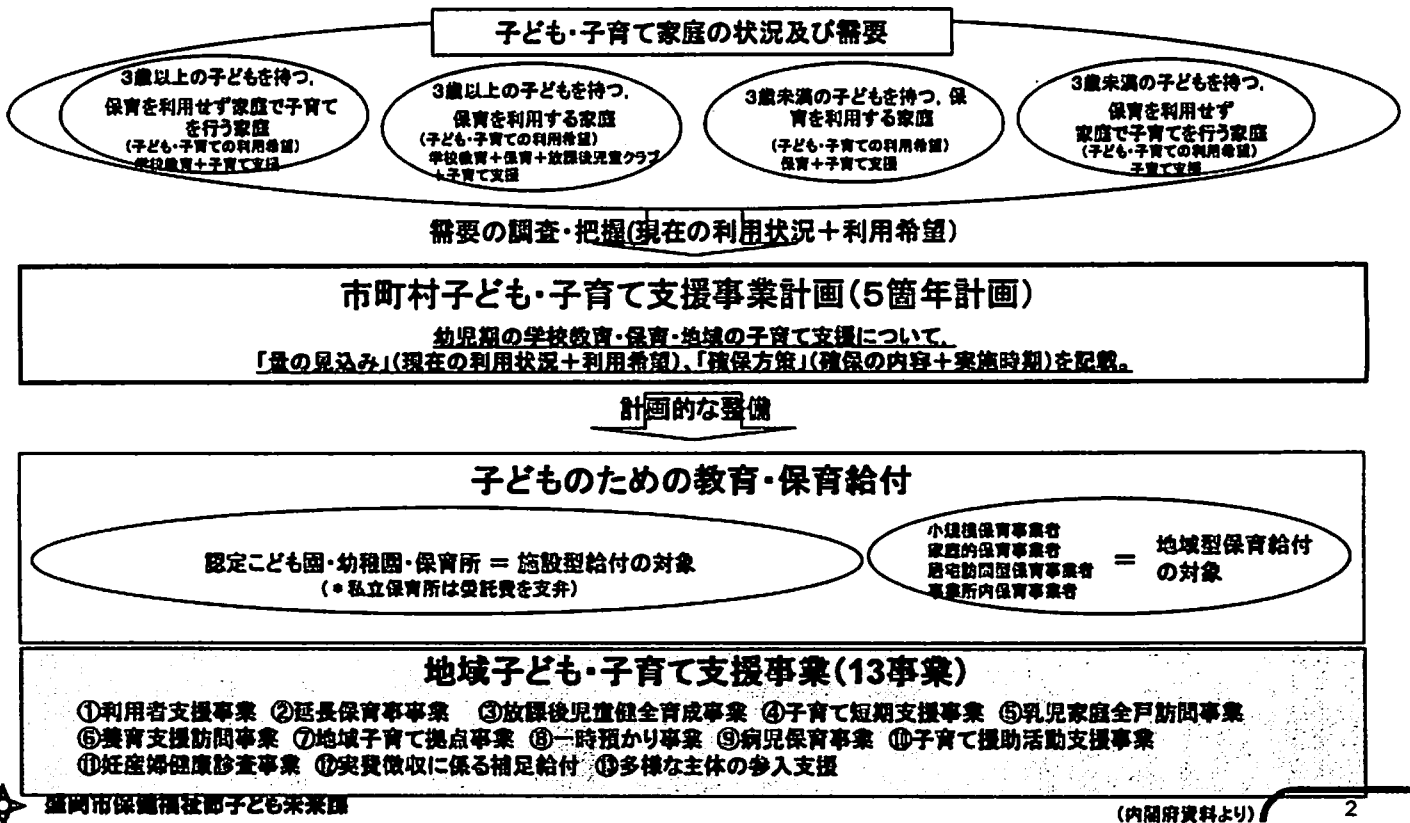 子ども・子育て家庭の状況及び需要
3歳以上の子どもを持つ,
保育を利用せず家庭で子育て
を行う家庭
(子ども・子育ての利用希望)
学校教育+子育て支援
3歳以上の子どもを持つ,
保育を利用する家庭
(子ども・子育ての利用希望)
学校教育+保育+放課後児童クラブ
+子育て支援
3歳未満の子どもを持つ, 保
育を利用する家庭
(子ども・子育ての利用希望)
保育+子育て支援
3歳未満の子どもを持つ,
保育を利用せず
家庭で子育てを行う家庭
(子ども・子育ての利用希望)
子育て支援
需要の調査・把握(現在の利用状況+利用希望)
市町村子ども・子育て支援事業計画(5箇年計画)
幼児期の学校教育・保育・地域の子育て支援について,
「量の見込み」(現在の利用状況+利用希望)、「確保方策」(確保の内容+実施時期)を記載。
計画的な整備
子どものための教育・保育給付
認定こども園・幼稚園・保育所 = 施設型給付の対象
(*私立保育所は委託費を支弁)
小規模保育事業者
家庭的保育事業者
居宅訪問型保育事業者
事業所内保育事業者
= 地域型保育給付
の対象
地域子ども・子育て支援事業(13事業)
①利用者支援事業 ②延長保育事事業 ③放課後児童健全育成事業 ④子育て短期支援事業 ⑤乳児家庭全戸訪問事業
⑥養育支援訪問事業 ⑦地域子育て拠点事業 ⑧一時預かり事業 ⑨病児保育事業 ⑩子育て援助活動支援事業
⑪妊産婦健康診査事業 ⑫実費徴収に係る補足給付 ⑬多様な主体の参入支援
盛岡市保健福祉部子ども未来課
(内閣府資料より)
2